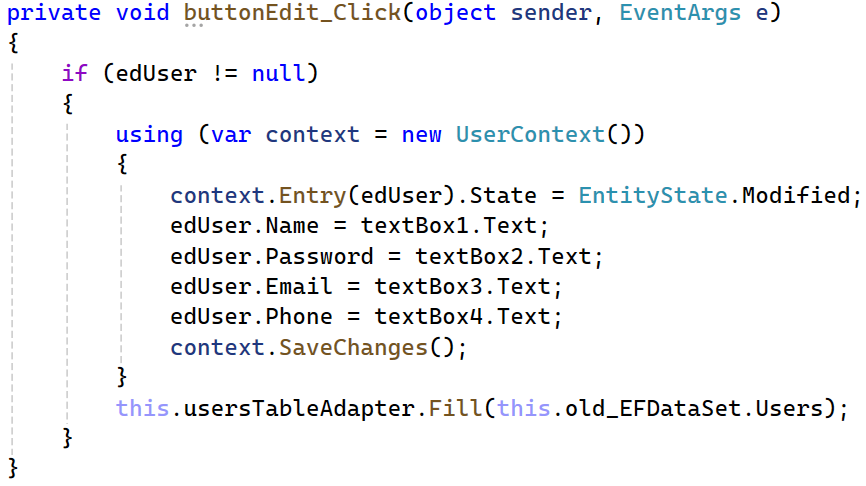 private void buttonEdit_Click(object sender, EventArgs e)
{
    if (edUser != null)
    {
        using (var context = new UserContext())
        {
            context.Entry(edUser).State = EntityState.Modified;
            edUser.Name = textBox1.Text;
            edUser.Password = textBox2.Text;
            edUser.Email = textBox3.Text;
            edUser.Phone = textBox4.Text;
            context.SaveChanges();
        }
        this.usersTableAdapter.Fill(this.old_EFDataSet.Users);
    }
}